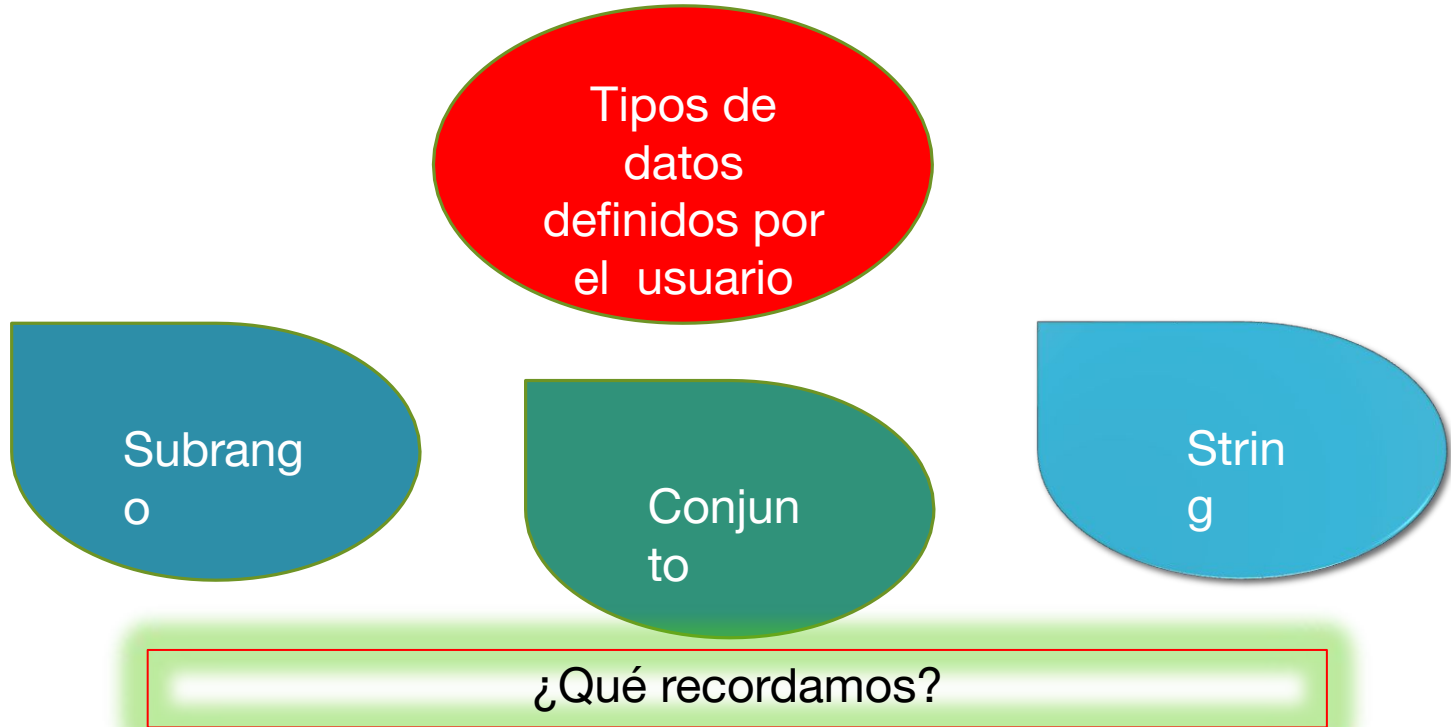 Tipos de
datos
definidos por
el usuario
Subrang
o
Conjun
to
Strin
g
¿Qué recordamos?